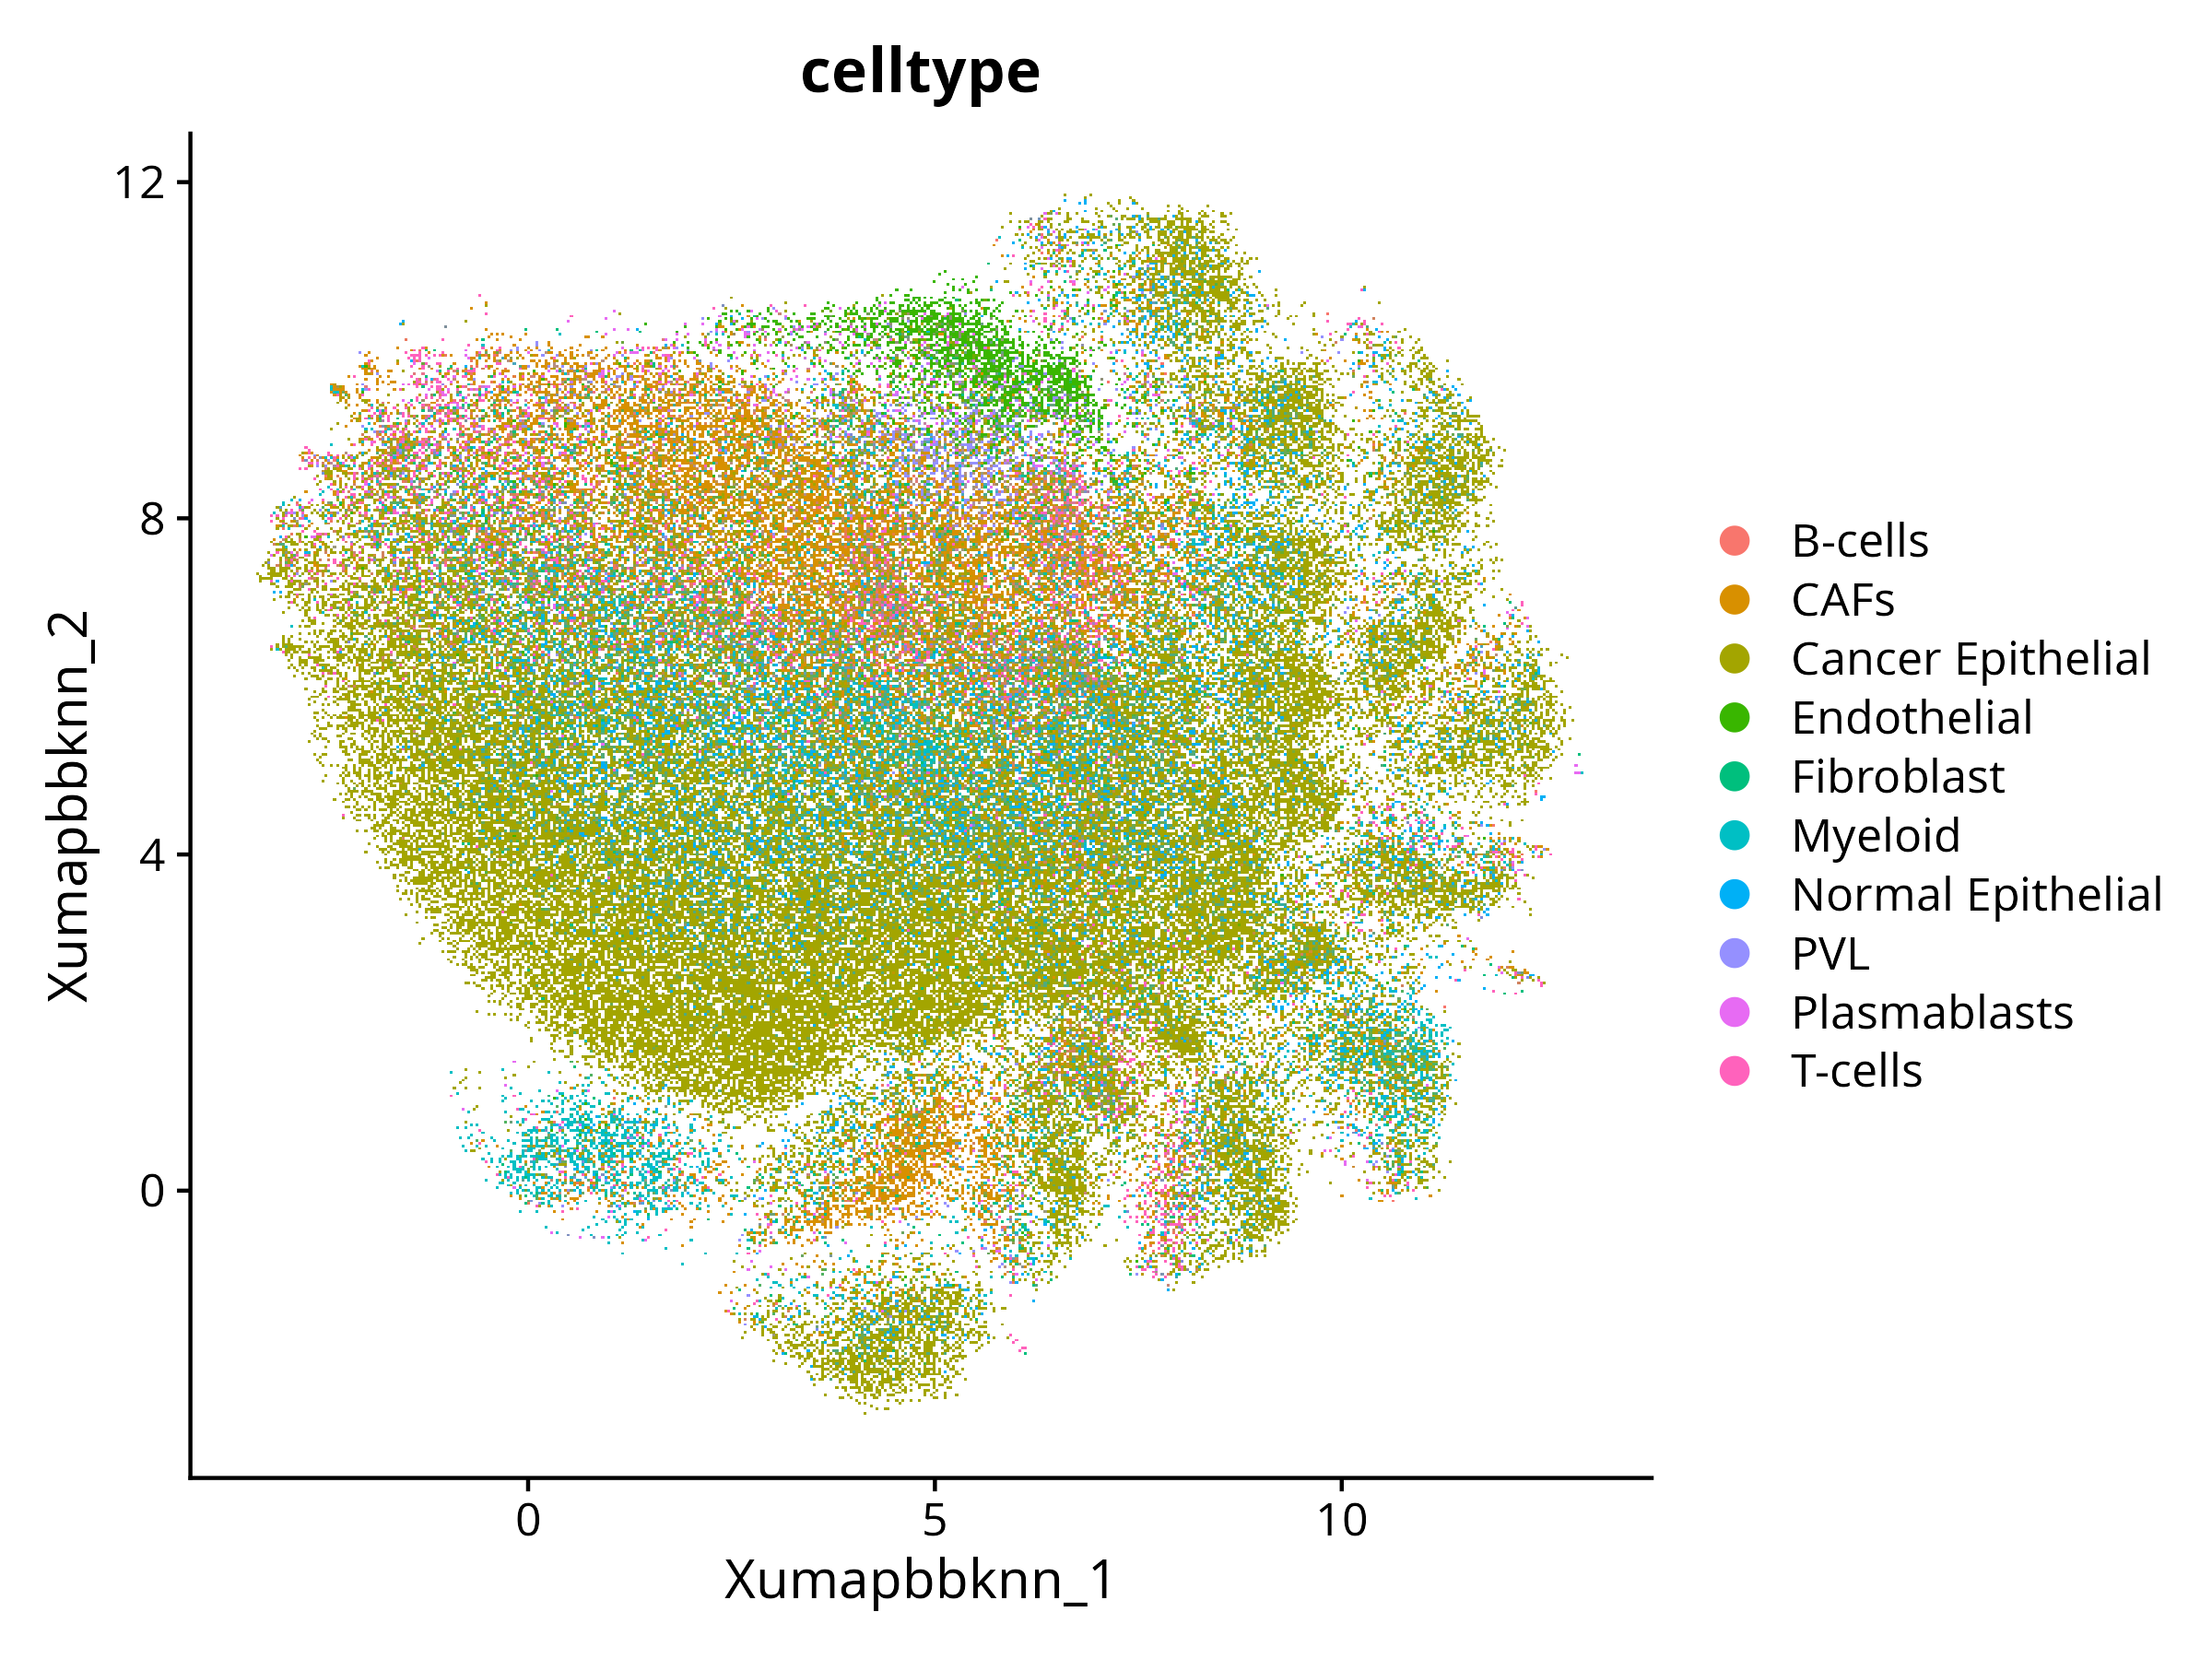 celltype
12
8
4
0
Xumapbbknn_2
0
5
10
Xumapbbknn_1
B-cells
CAFs
Cancer Epithelial
Endothelial
Fibroblast
Myeloid
Normal Epithelial
PVL
Plasmablasts
T-cells